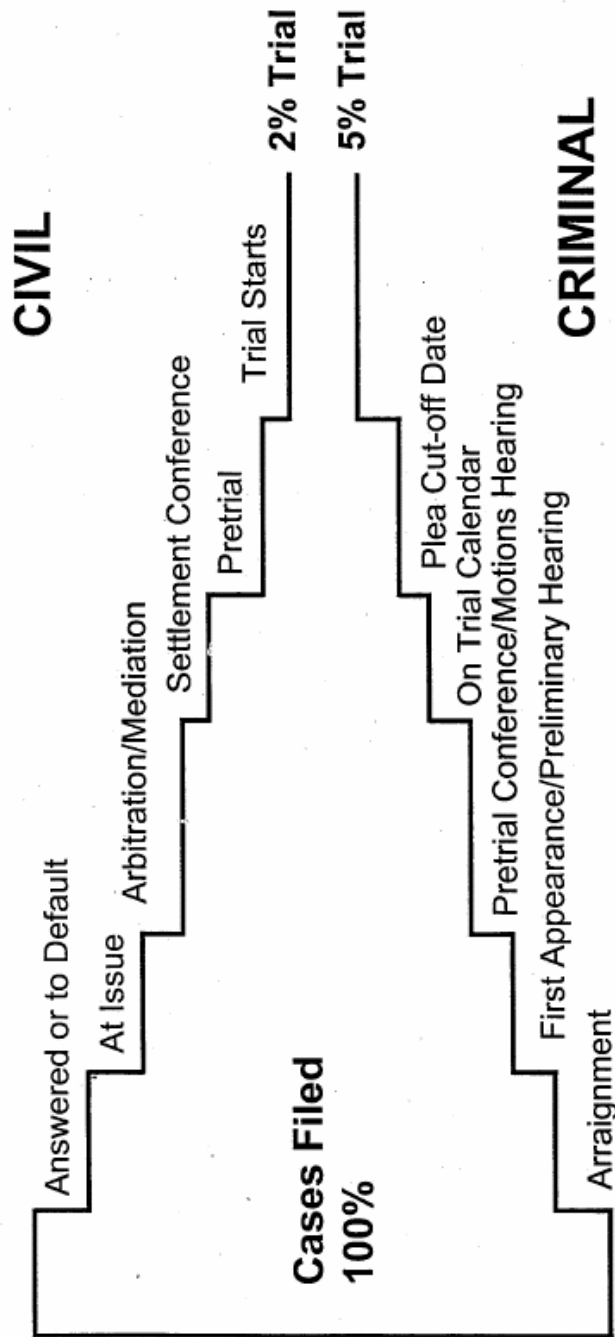 CIVIL
Answered or to Default
At Issue
Arbitration/Mediation
Settlement Conference
Pretrial
Trial Starts
2% Trial
Cases Filed
100%
5% Trial
Plea Cut-off Date
On Trial Calendar
Pretrial Conference/Motions Hearing
First Appearance/Preliminary Hearing
Arraignment
CRIMINAL